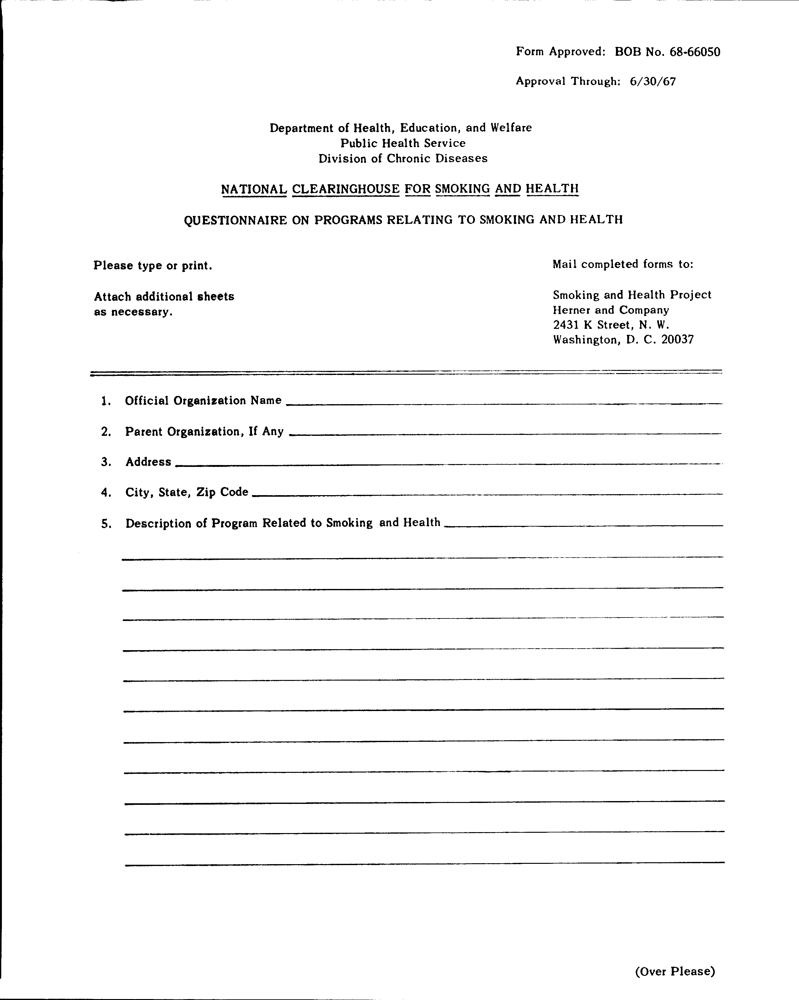 Form Approved: BOB No. 68-66050
Approval Through: 6/30/67
Department of Health, Education, and Welfare
Public Health Service
Division of Chronic Diseases
NATIONAL CLEARINGHOUSE FOR SMOKING AND HEALTH
QUESTIONNAIRE ON PROGRAMS RELATING TO SMOKING AND HEALTH
Please type or print.
Attach additional sheets
as necessary.
Mail completed forms to:
Smoking and Health Project
Herner and Company
2431 K Street, N. W.
Washington, D. C. 20037
1. Official Organization Name
2. Parent Organization, If Any
3. Address
4. City, State, Zip Code
5. Description of Program Related to Smoking and Health
(Over Please)